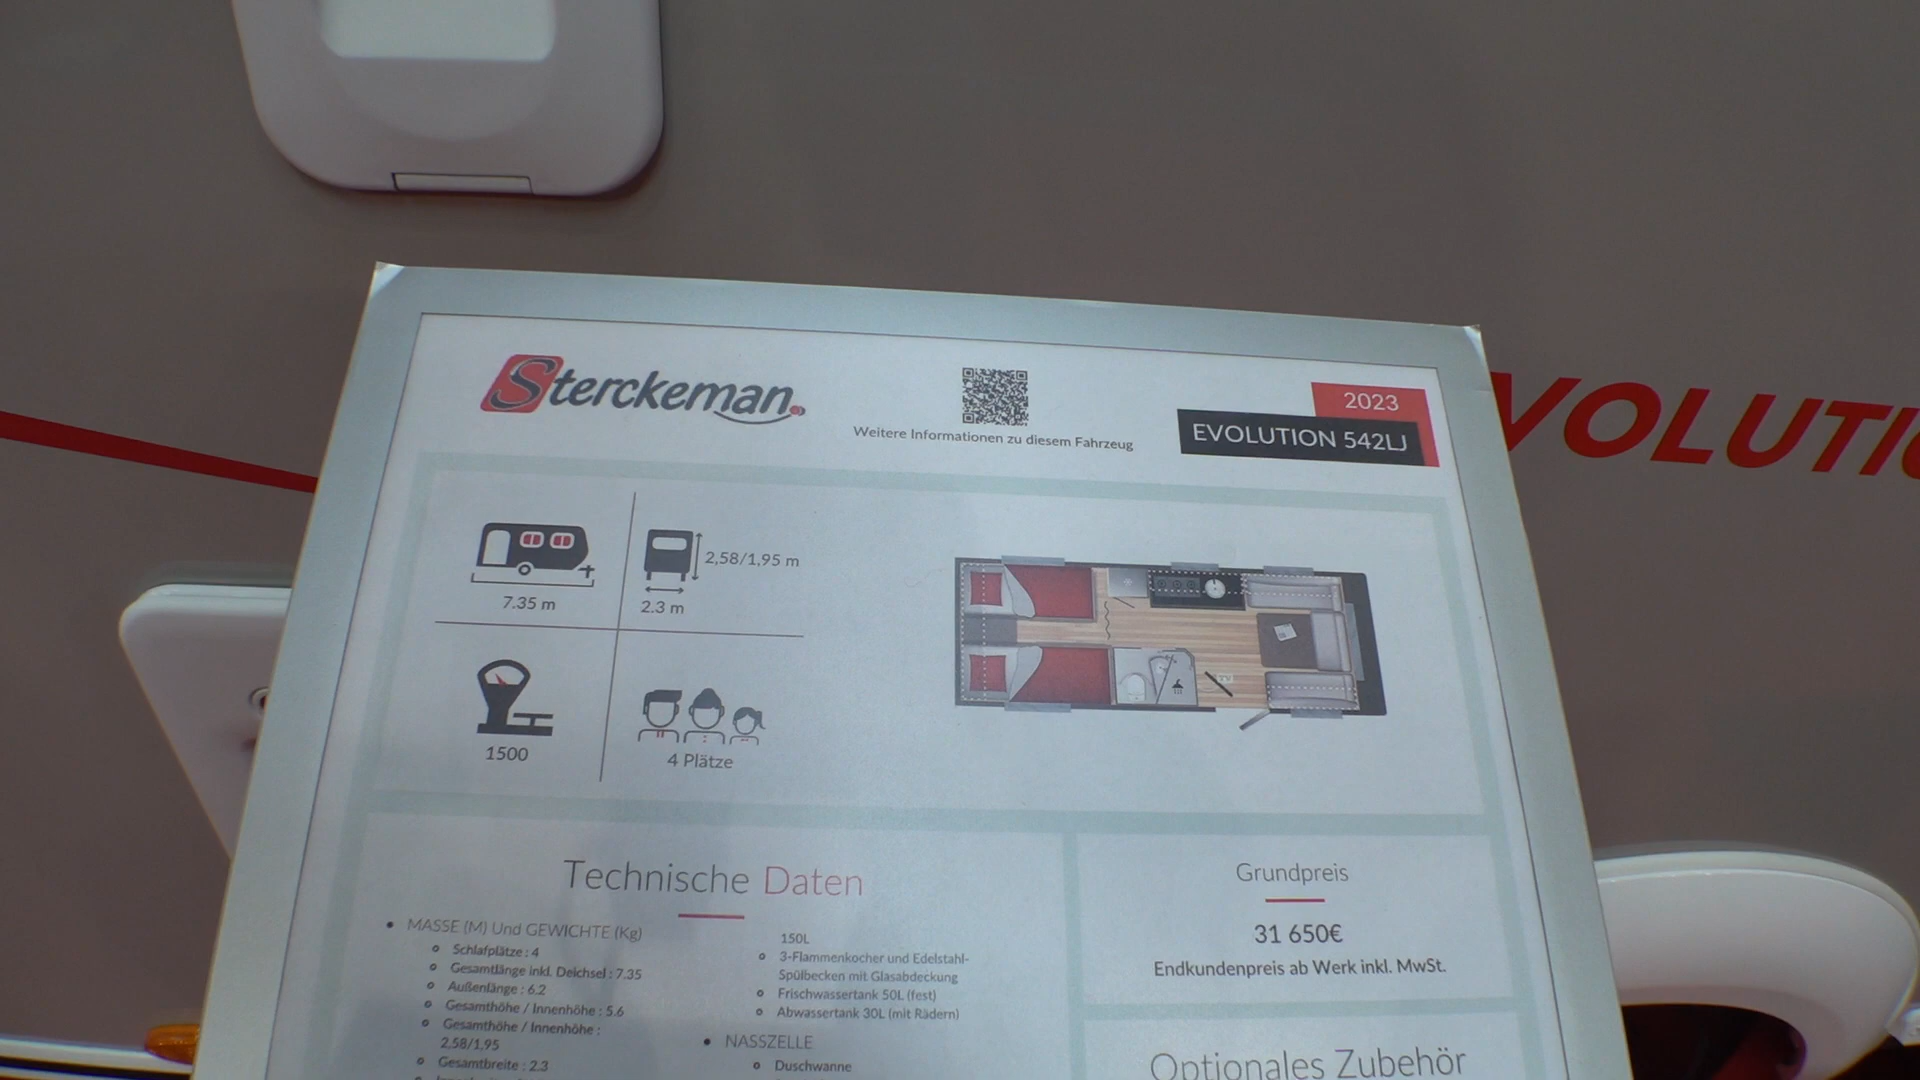 Sterckeman
Weitere Informationen zu diesem Fahrzeug
2023
EVOLUTION 542LJ
VOLUTIO
7.35 m
2,58/1,95 m
2.3 m
1500
4 Plätze
TV
Technische Daten
MASSE (M) Und GEWICHTE (Kg)
Schlafplätze : 4
Gesamtlänge inkl. Deichsel : 7.35
Außenlänge : 6.2
Gesamthöhe / Innenhöhe : 5.6
Gesamthöhe / Innenhöhe :
2,58/1,95
Gesamtbreite : 2.3
150L
3-Flammenkocher und Edelstahl-
Spülbecken mit Glasabdeckung
Frischwassertank 50L (fest)
Abwassertank 30L (mit Rädern)
NASSZELLE
Duschwanne
Grundpreis
31 650€
Endkundenpreis ab Werk inkl. MwSt.
Optionales Zubehör